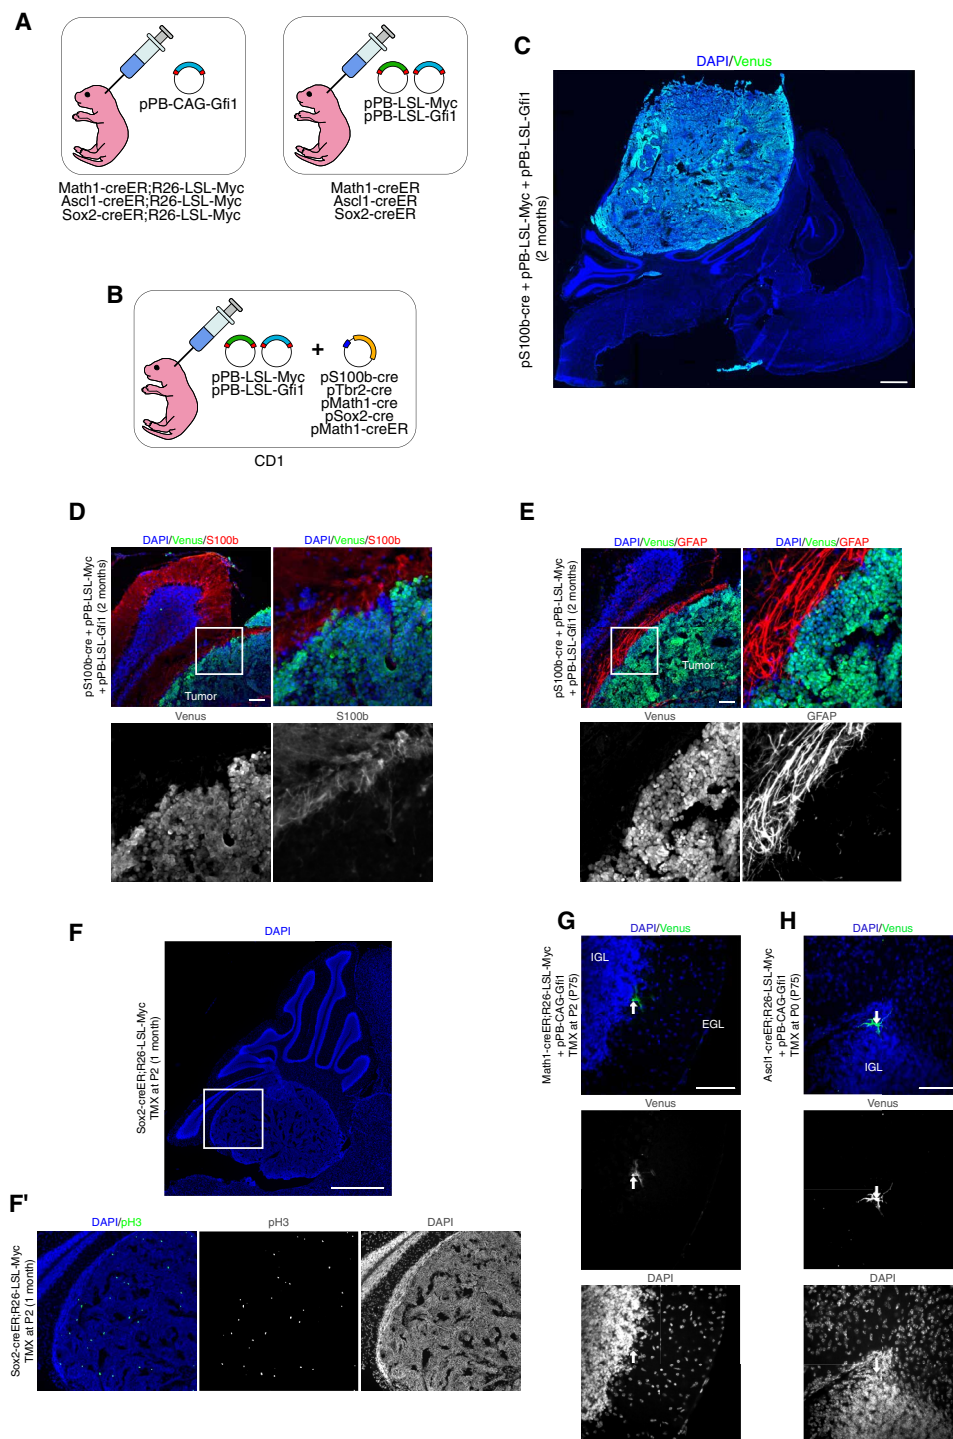 A
pPB-CAG-Gfi1
Math1-creER;R26-LSL-Myc
Ascl1-creER;R26-LSL-Myc
Sox2-creER;R26-LSL-Myc
pPB-LSL-Myc
pPB-LSL-Gfi1
Math1-creER
Ascl1-creER
Sox2-creER
B
pPB-LSL-Myc
pPB-LSL-Gfi1
+
pS100b-cre
pTbr2-cre
pMath1-cre
pSox2-cre
pMath1-creER
CD1
C
DAPI/Venus
pS100b-cre + pPB-LSL-Myc + pPB-LSL-Gfi1
(2 months)
D
DAPI/Venus/S100b
DAPI/Venus/S100b
pS100b-cre + pPB-LSL-Myc
+ pPB-LSL-Gfi1 (2 months)
Tumor
Venus
S100b
E
DAPI/Venus/GFAP
DAPI/Venus/GFAP
pS100b-cre + pPB-LSL-Myc
+ pPB-LSL-Gfi1 (2 months)
Tumor
Venus
GFAP
F
DAPI
Sox2-creER;R26-LSL-Myc
TMX at P2 (1 month)
F'
DAPI/pH3
pH3
DAPI
Sox2-creER;R26-LSL-Myc
TMX at P2 (1 month)
G
DAPI/Venus
Math1-creER;R26-LSL-Myc
+ pPB-CAG-Gfi1
TMX at P2 (P75)
IGL
EGL
Venus
DAPI
H
DAPI/Venus
Ascl1-creER;R26-LSL-Myc
+ pPB-CAG-Gfi1
TMX at P0 (P75)
IGL
Venus
DAPI